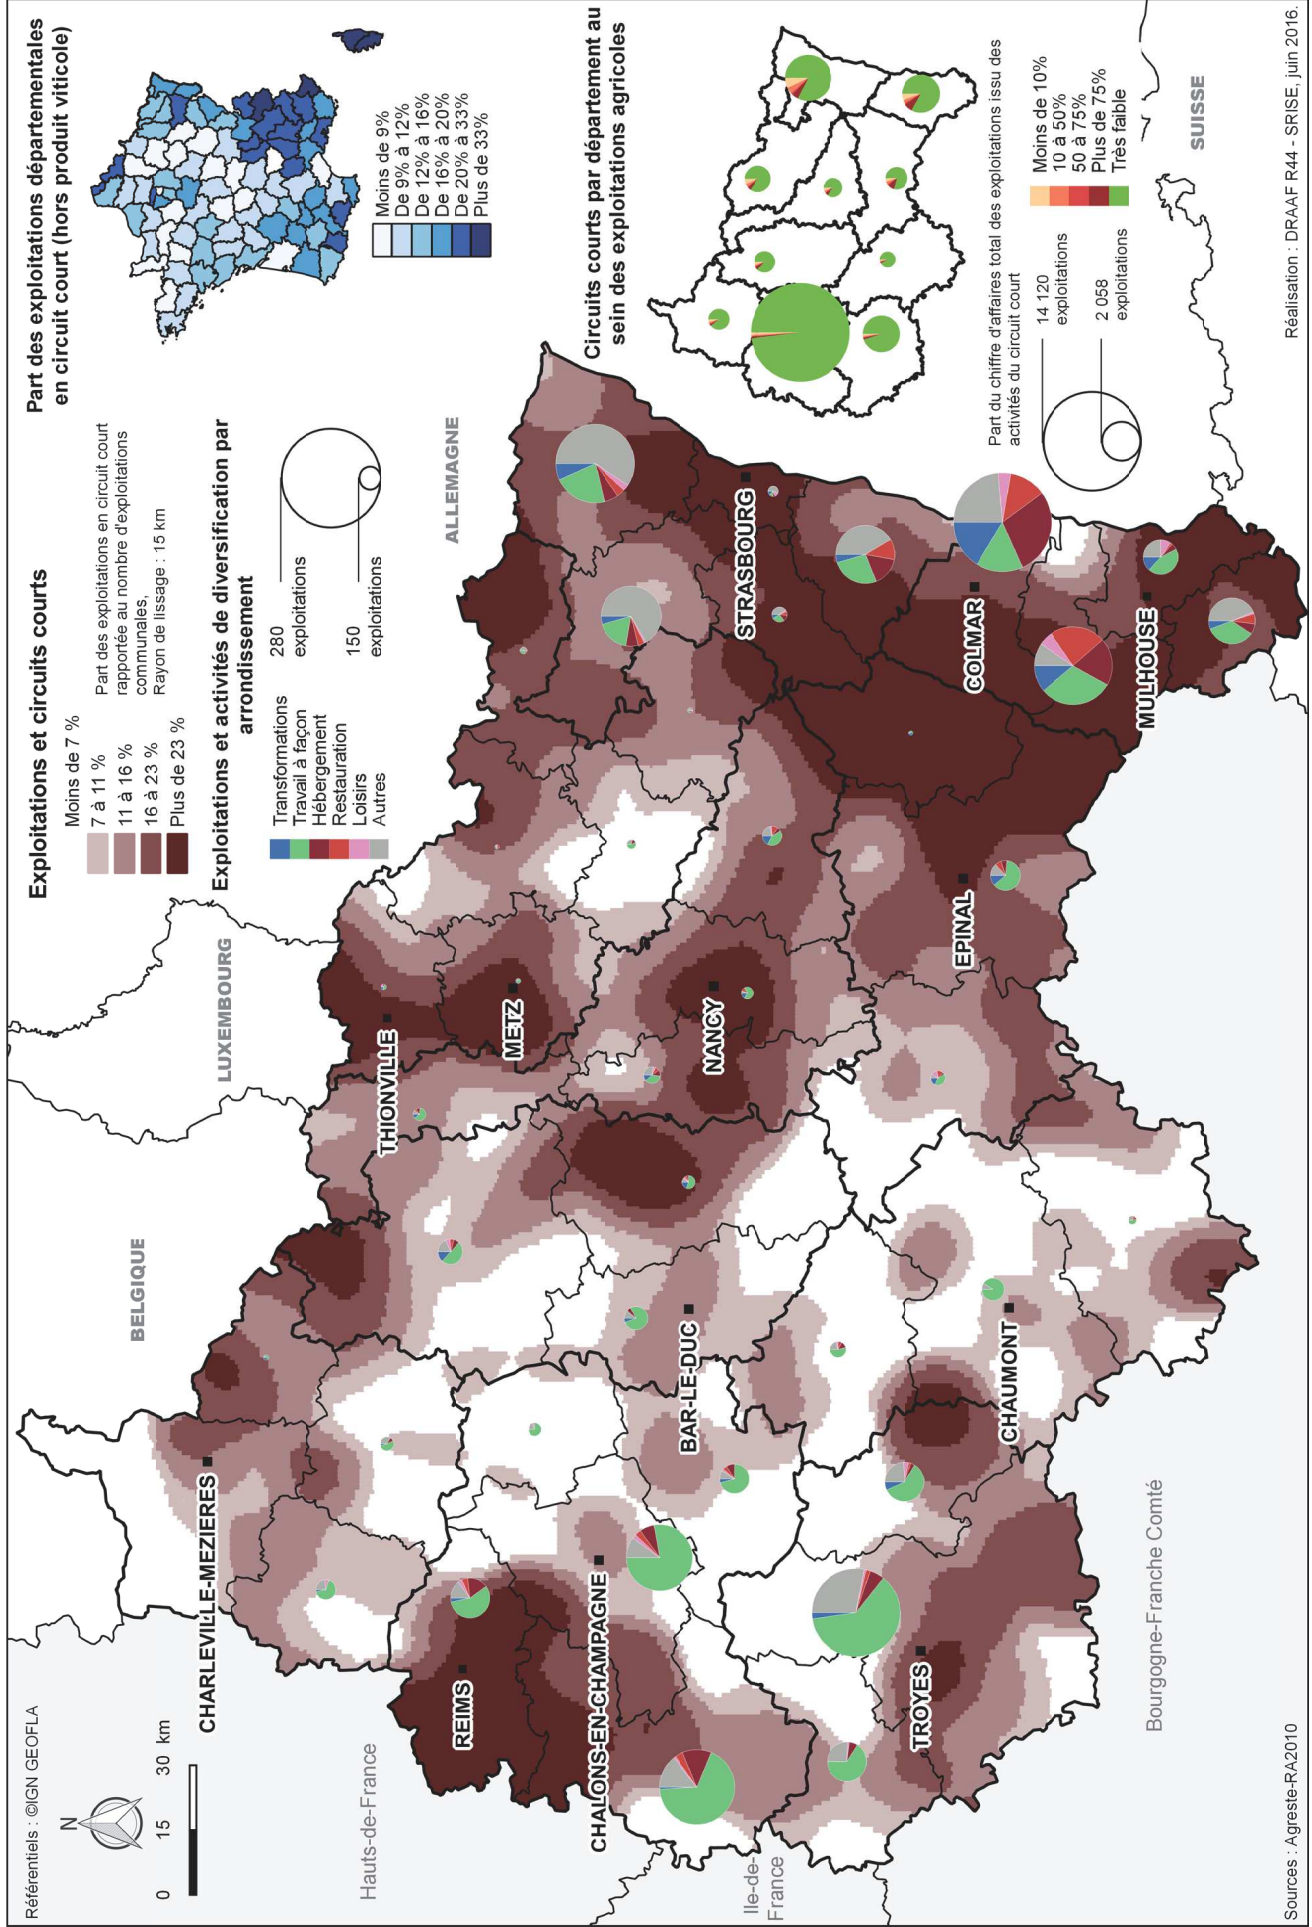 Référentiels : ©IGN GEOFLA
N
0 15 30 km
Exploitations et circuits courts
Moins de 7 %
7 à 11 %
11 à 16 %
16 à 23 %
Plus de 23 %
Part des exploitations en circuit court
rapportée au nombre d'exploitations
communales,
Rayon de lissage : 15 km
Exploitations et activités de diversification par
arrondissement
Transformations
Travail à façon
Hébergement
Restauration
Loisirs
Autres
280
exploitations
150
exploitations
Part des exploitations départementales
en circuit court (hors produit viticole)
Moins de 9%
De 9% à 12%
De 12% à 16%
De 16% à 20%
De 20% à 33%
Plus de 33%
Circuits courts par département au
sein des exploitations agricoles
Part du chiffre d'affaires total des exploitations issu des
activités du circuit court
14 120
exploitations
2 058
exploitations
Moins de 10%
10 à 50%
50 à 75%
Plus de 75%
Trés faible
BELGIQUE
LUXEMBOURG
ALLEMAGNE
SUISSE
Hauts-de-France
Ile-de-
France
Bourgogne-Franche Comté
CHARLEVILLE-MEZIERES
THIONVILLE
REIMS
METZ
CHALONS-EN-CHAMPAGNE
BAR-LE-DUC
NANCY
STRASBOURG
TROYES
CHAUMONT
EPINAL
COLMAR
MULHOUSE
Sources : Agreste-RA2010
Réalisation : DRAAF R44 - SRISE, juin 2016.